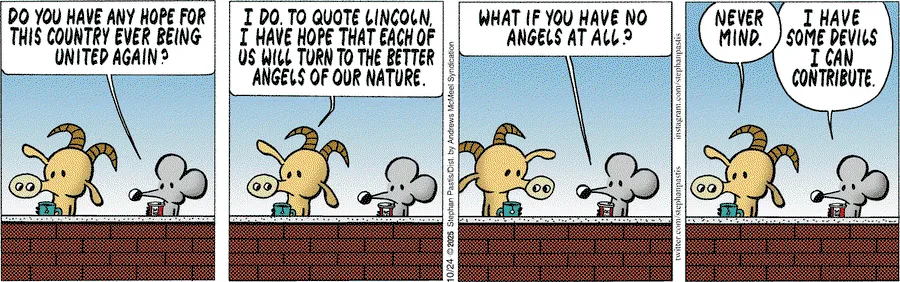 DO YOU HAVE ANY HOPE FOR
THIS COUNTRY EVER BEING
UNITED AGAIN?
I DO. TO QUOTE LINCOLN,
I HAVE HOPE THAT EACH OF
US WILL TURN TO THE BETTER
ANGELS OF OUR NATURE.
10/24 © 2025 Stephan Pastis/Dist. by Andrews McMeel Syndication
WHAT IF YOU HAVE NO
ANGELS AT ALL?
twitter.com/stephanpastis instagram.com/stephanpastis
NEVER
MIND.
I HAVE
SOME DEVILS
I CAN
CONTRIBUTE.